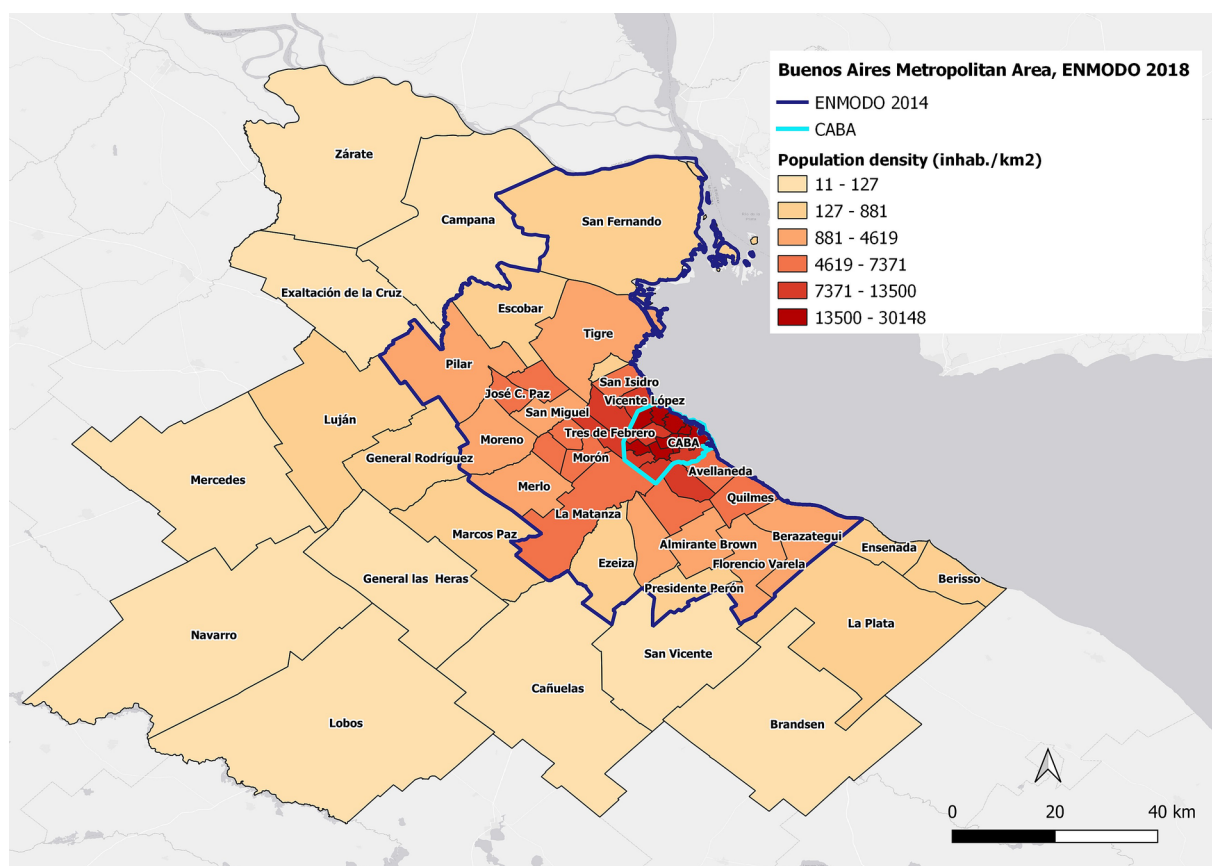 Buenos Aires Metropolitan Area, ENMODO 2018
ENMODO 2014
CABA
Population density (inhab./km2)
11 - 127
127 - 881
881 - 4619
4619 - 7371
7371 - 13500
13500 - 30148
Zárate
Campana
San Fernando
Exaltación de la Cruz
Escobar
Tigre
Pilar
San Isidro
José C. Paz
Vicente López
San Miguel
Luján
Tres de Febrero
Moreno
CABA
General Rodríguez
Morón
Avellaneda
Mercedes
Merlo
Quilmes
La Matanza
Marcos Paz
Berazategui
Almirante Brown
Ensenada
Ezeiza
Florencio Varela
General las Heras
Berisso
Presidente Perón
La Plata
Navarro
San Vicente
Cañuelas
Lobos
Brandsen
0 20 40 km